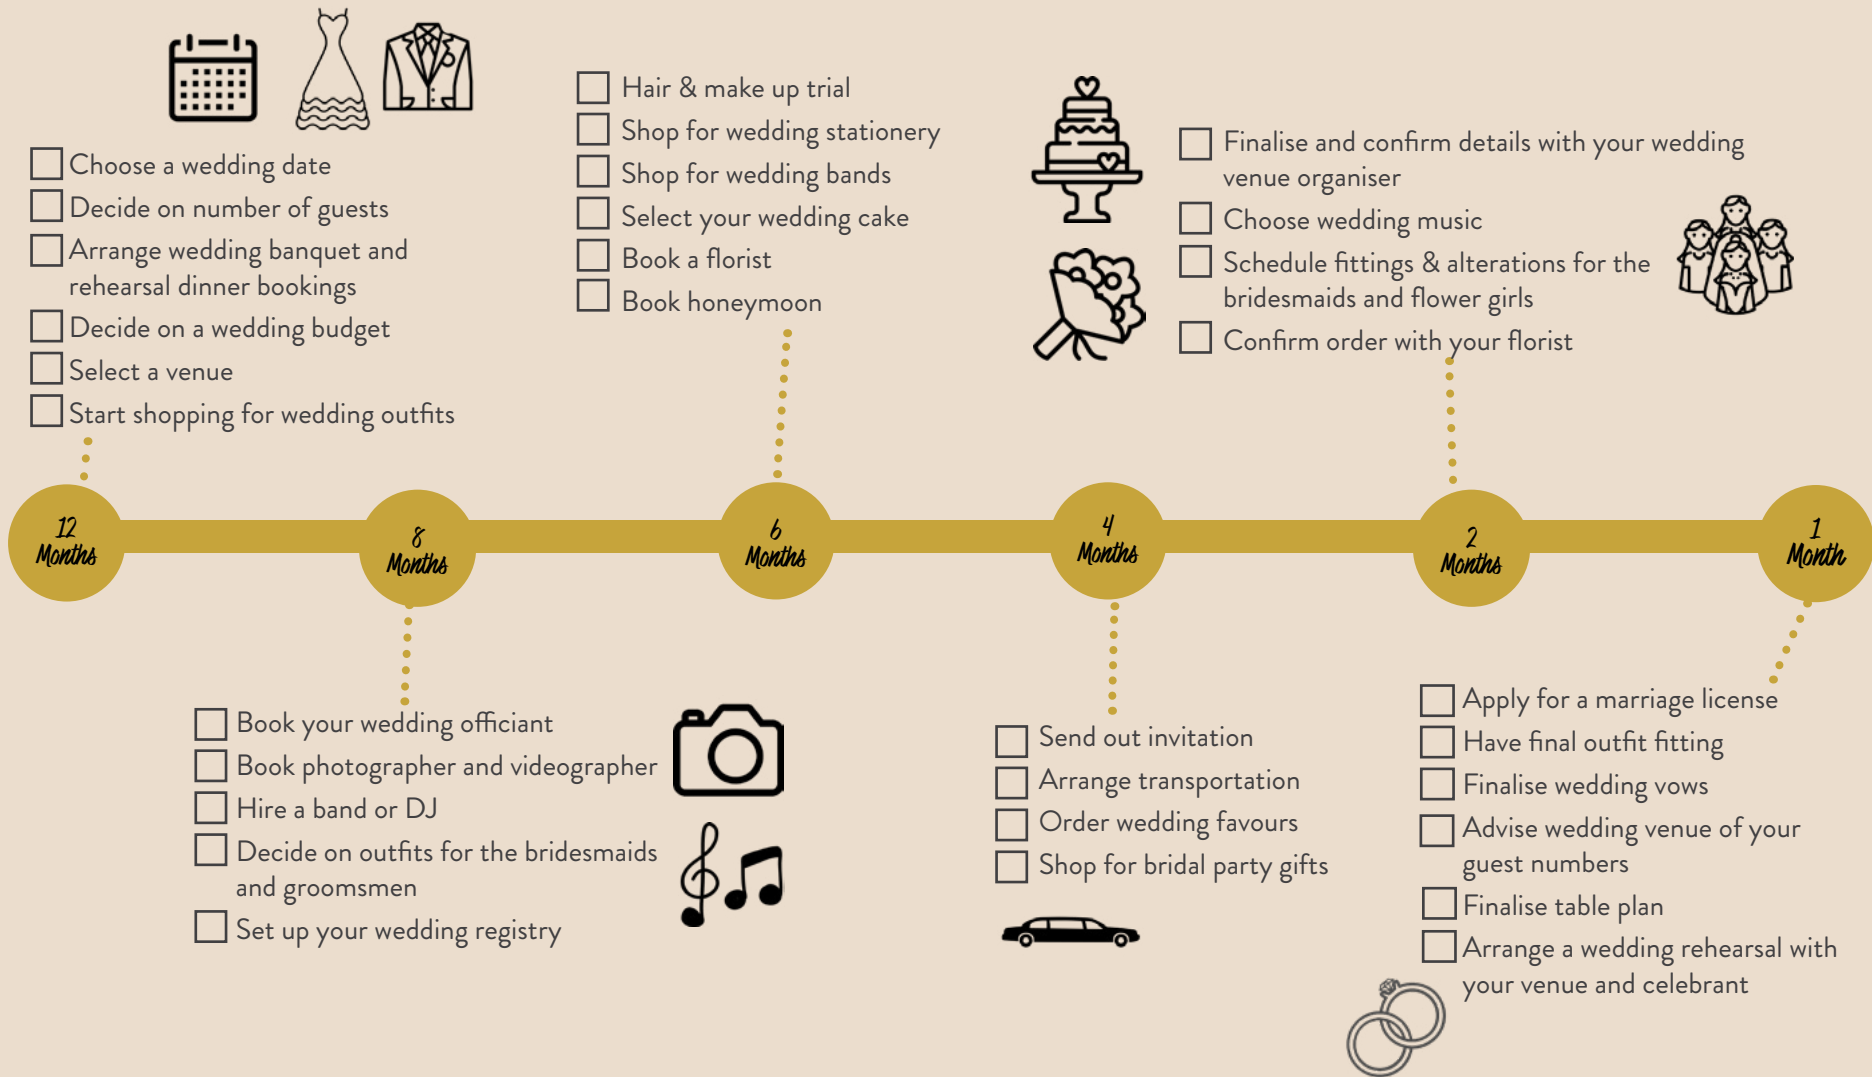 Choose a wedding date
Decide on number of guests
Arrange wedding banquet and
rehearsal dinner bookings
Decide on a wedding budget
Select a venue
Start shopping for wedding outfits
Hair & make up trial
Shop for wedding stationery
Shop for wedding bands
Select your wedding cake
Book a florist
Book honeymoon
Finalise and confirm details with your wedding
venue organiser
Choose wedding music
Schedule fittings & alterations for the
bridesmaids and flower girls
Confirm order with your florist
12
Months
8
Months
6
Months
4
Months
2
Months
1
Month
Book your wedding officiant
Book photographer and videographer
Hire a band or DJ
Decide on outfits for the bridesmaids
and groomsmen
Set up your wedding registry
Send out invitation
Arrange transportation
Order wedding favours
Shop for bridal party gifts
Apply for a marriage license
Have final outfit fitting
Finalise wedding vows
Advise wedding venue of your
guest numbers
Finalise table plan
Arrange a wedding rehearsal with
your venue and celebrant